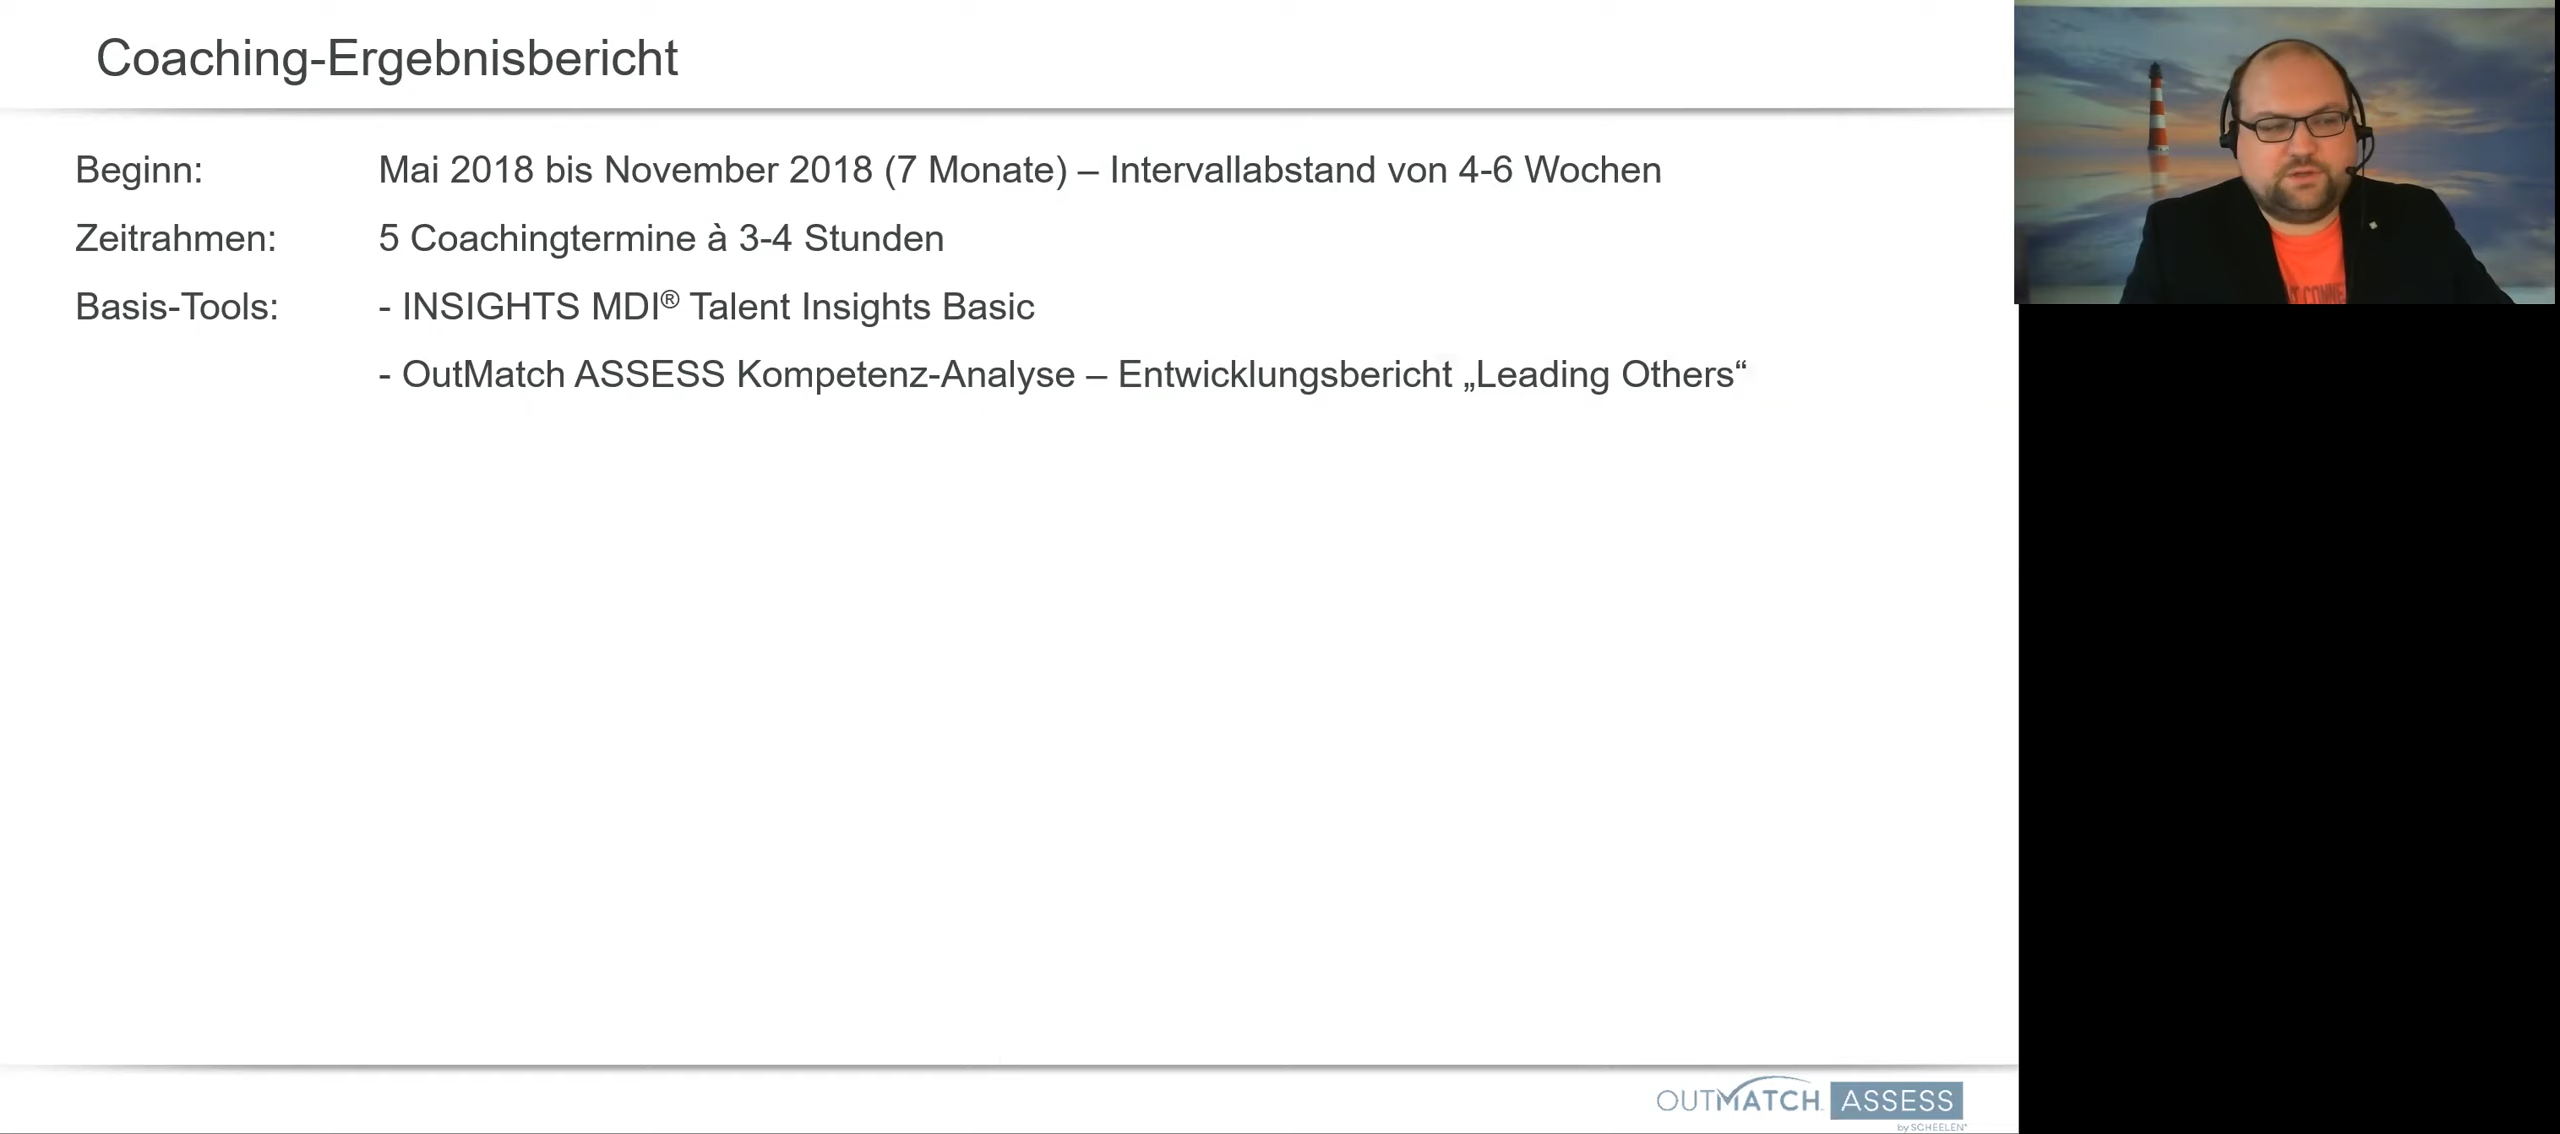 Coaching-Ergebnisbericht
Beginn: Mai 2018 bis November 2018 (7 Monate) – Intervallabstand von 4-6 Wochen
Zeitrahmen: 5 Coachingtermine à 3-4 Stunden
Basis-Tools: - INSIGHTS MDI® Talent Insights Basic
- OutMatch ASSESS Kompetenz-Analyse – Entwicklungsbericht „Leading Others“
OUTMATCH ASSESS
by SCHEELEN®